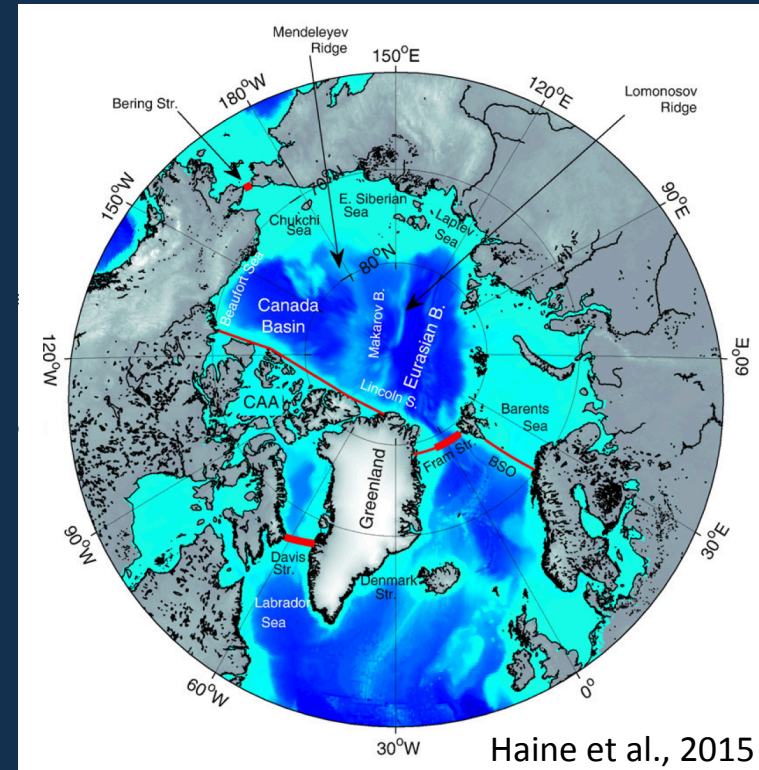 Mendeleyev
Ridge
150°E
Lomonosov
Ridge
180°W
120°E
Bering Str.
70°N
E. Siberian
Sea
Chukchi
Sea
Laptev
Sea
150°W
90°E
80°N
Beaufort Sea
Canada
Basin
Makarov B.
Eurasian B.
120°W
60°E
Lincoln S.
CAA
Barents
Sea
Fram Str.
BSO
Greenland
90°W
30°E
Davis
Str.
Denmark
Str.
Labrador
Sea
60°W
0°
30°W
Haine et al., 2015